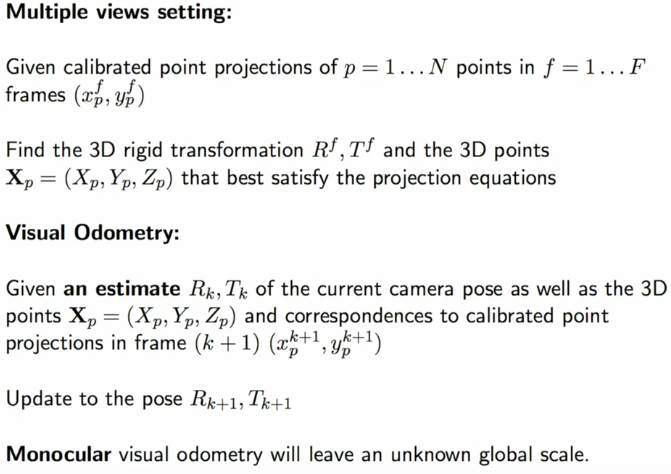 Multiple views setting:
Given calibrated point projections of $p = 1 \ldots N$ points in $f = 1 \ldots F$
frames $(x_p^f, y_p^f)$
Find the 3D rigid transformation $R^f, T^f$ and the 3D points
$\mathbf{X}_p = (X_p, Y_p, Z_p)$ that best satisfy the projection equations
Visual Odometry:
Given an estimate $R_k, T_k$ of the current camera pose as well as the 3D
points $\mathbf{X}_p = (X_p, Y_p, Z_p)$ and correspondences to calibrated point
projections in frame $(k + 1)$ $(x_p^{k+1}, y_p^{k+1})$
Update to the pose $R_{k+1}, T_{k+1}$
Monocular visual odometry will leave an unknown global scale.